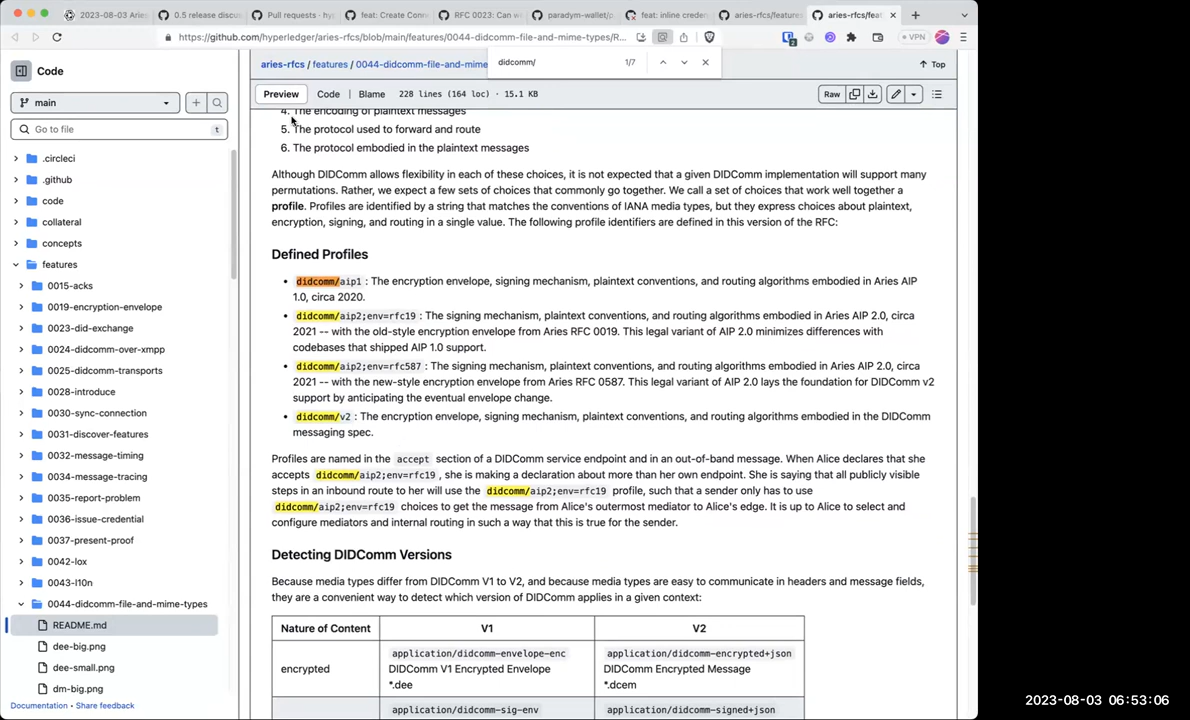 2023-08-03 Aries
0.5 release discu
Pull requests · hy
feat: Create Conn
RFC 0023: Can w
paradym-wallet/p
feat: inline creden
aries-rfcs/features
aries-rfcs/feat
https://github.com/hyperledger/aries-rfcs/blob/main/features/0044-didcomm-file-and-mime-types/R...
VPN
Code
aries-rfcs / features / 0044-didcomm-file-and-mime
didcomm/
1/7
Top
main
Preview
Code
Blame
228 lines (164 loc) · 15.1 KB
Raw
Go to file
t
.circleci
.github
code
collateral
concepts
features
0015-acks
0019-encryption-envelope
0023-did-exchange
0024-didcomm-over-xmpp
0025-didcomm-transports
0028-introduce
0030-sync-connection
0031-discover-features
0032-message-timing
0034-message-tracing
0035-report-problem
0036-issue-credential
0037-present-proof
0042-lox
0043-l10n
0044-didcomm-file-and-mime-types
README.md
dee-big.png
dee-small.png
dm-big.png
Documentation · Share feedback
4. The encoding of plaintext messages
5. The protocol used to forward and route
6. The protocol embodied in the plaintext messages
Although DIDComm allows flexibility in each of these choices, it is not expected that a given DIDComm implementation will support many
permutations. Rather, we expect a few sets of choices that commonly go together. We call a set of choices that work well together a
profile. Profiles are identified by a string that matches the conventions of IANA media types, but they express choices about plaintext,
encryption, signing, and routing in a single value. The following profile identifiers are defined in this version of the RFC:
Defined Profiles
• didcomm/aip1 : The encryption envelope, signing mechanism, plaintext conventions, and routing algorithms embodied in Aries AIP
1.0, circa 2020.
• didcomm/aip2;env=rfc19 : The signing mechanism, plaintext conventions, and routing algorithms embodied in Aries AIP 2.0, circa
2021 -- with the old-style encryption envelope from Aries RFC 0019. This legal variant of AIP 2.0 minimizes differences with
codebases that shipped AIP 1.0 support.
• didcomm/aip2;env=rfc587 : The signing mechanism, plaintext conventions, and routing algorithms embodied in Aries AIP 2.0, circa
2021 -- with the new-style encryption envelope from Aries RFC 0587. This legal variant of AIP 2.0 lays the foundation for DIDComm v2
support by anticipating the eventual envelope change.
• didcomm/v2 : The encryption envelope, signing mechanism, plaintext conventions, and routing algorithms embodied in the DIDComm
messaging spec.
Profiles are named in the accept section of a DIDComm service endpoint and in an out-of-band message. When Alice declares that she
accepts didcomm/aip2;env=rfc19 , she is making a declaration about more than her own endpoint. She is saying that all publicly visible
steps in an inbound route to her will use the didcomm/aip2;env=rfc19 profile, such that a sender only has to use
didcomm/aip2;env=rfc19 choices to get the message from Alice's outermost mediator to Alice's edge. It is up to Alice to select and
configure mediators and internal routing in such a way that this is true for the sender.
Detecting DIDComm Versions
Because media types differ from DIDComm V1 to V2, and because media types are easy to communicate in headers and message fields,
they are a convenient way to detect which version of DIDComm applies in a given context:
Nature of Content
V1
V2
encrypted
application/didcomm-envelope-enc
DIDComm V1 Encrypted Envelope
*.dee
application/didcomm-encrypted+json
DIDComm Encrypted Message
*.dcem
application/didcomm-sig-env
application/didcomm-signed+json
2023-08-03 06:53:06